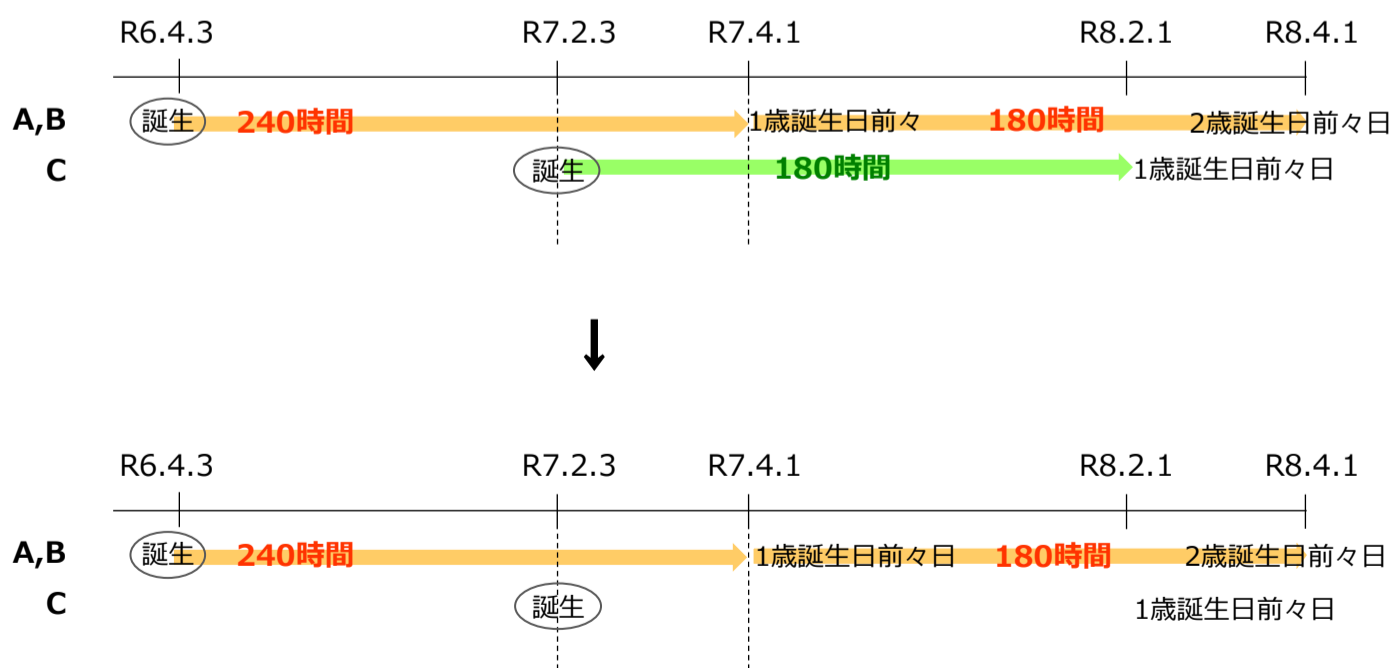 R6.4.3 R7.2.3 R7.4.1 R8.2.1 R8.4.1
A,B 誕生 240時間 1歳誕生日前々 180時間 2歳誕生日前々日
C 誕生 180時間 1歳誕生日前々日
R6.4.3 R7.2.3 R7.4.1 R8.2.1 R8.4.1
A,B 誕生 240時間 1歳誕生日前々日 180時間 2歳誕生日前々日
C 誕生 1歳誕生日前々日